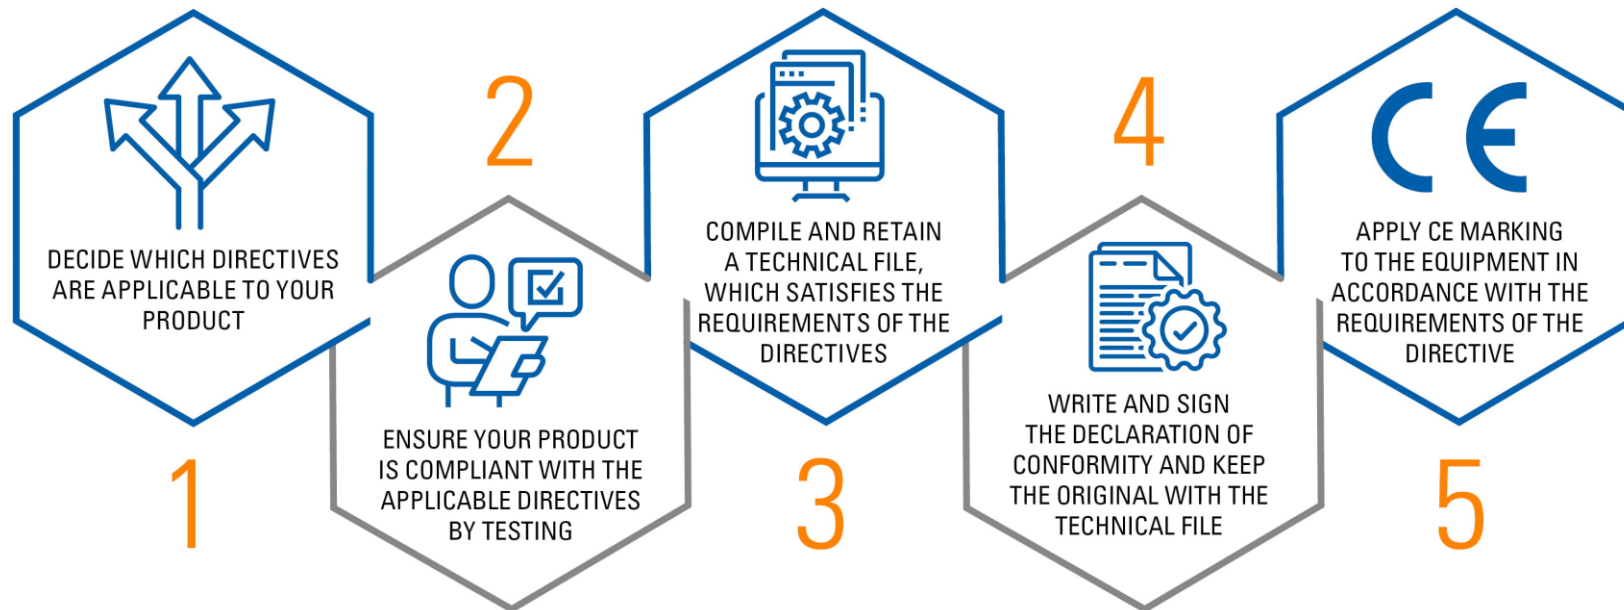 1
DECIDE WHICH DIRECTIVES
ARE APPLICABLE TO YOUR
PRODUCT
2
ENSURE YOUR PRODUCT
IS COMPLIANT WITH THE
APPLICABLE DIRECTIVES
BY TESTING
3
COMPILE AND RETAIN
A TECHNICAL FILE,
WHICH SATISFIES THE
REQUIREMENTS OF THE
DIRECTIVES
4
WRITE AND SIGN
THE DECLARATION OF
CONFORMITY AND KEEP
THE ORIGINAL WITH THE
TECHNICAL FILE
5
CE
APPLY CE MARKING
TO THE EQUIPMENT IN
ACCORDANCE WITH THE
REQUIREMENTS OF THE
DIRECTIVE